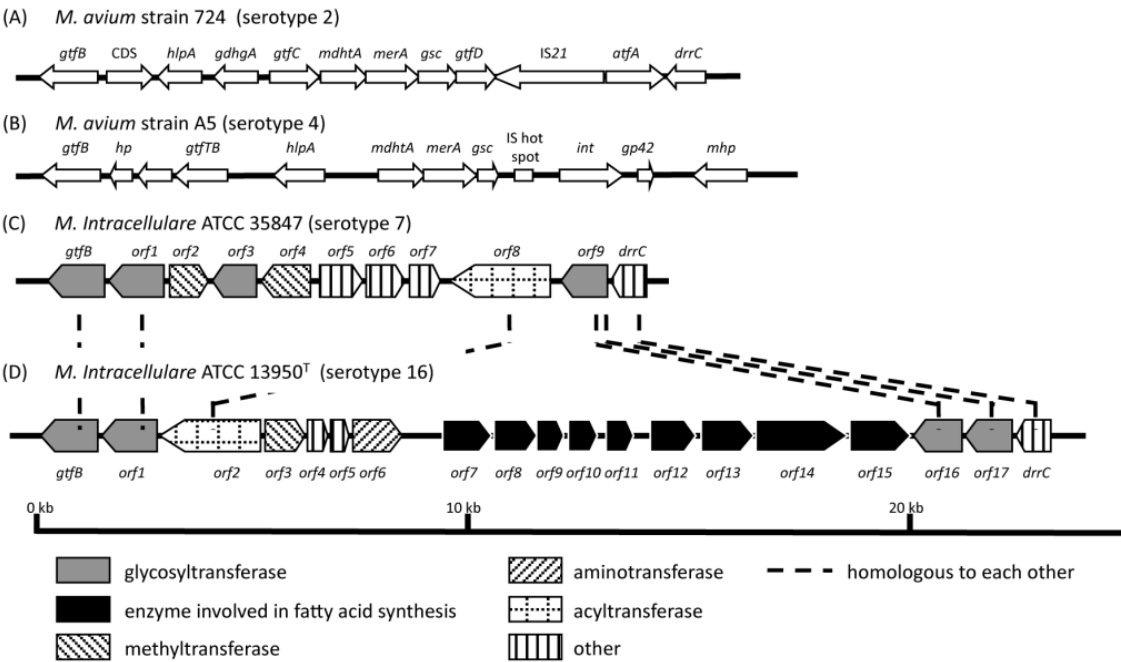 (A) M. avium strain 724 (serotype 2)
gtfB CDS hlpA gdhgA gtfC mdhtA merA gsc gtfD IS21 atfA drrC
(B) M. avium strain A5 (serotype 4)
gtfB hp gtfTB hlpA mdhtA merA gsc IS hot spot int gp42 mhp
(C) M. Intracellulare ATCC 35847 (serotype 7)
gtfB orf1 orf2 orf3 orf4 orf5 orf6 orf7 orf8 orf9 drrC
(D) M. Intracellulare ATCC 13950T (serotype 16)
gtfB orf1 orf2 orf3 orf4 orf5 orf6 orf7 orf8 orf9 orf10 orf11 orf12 orf13 orf14 orf15 orf16 orf17 drrC
0 kb 10 kb 20 kb
glycosyltransferase aminotransferase homologous to each other
enzyme involved in fatty acid synthesis acyltransferase
methyltransferase other